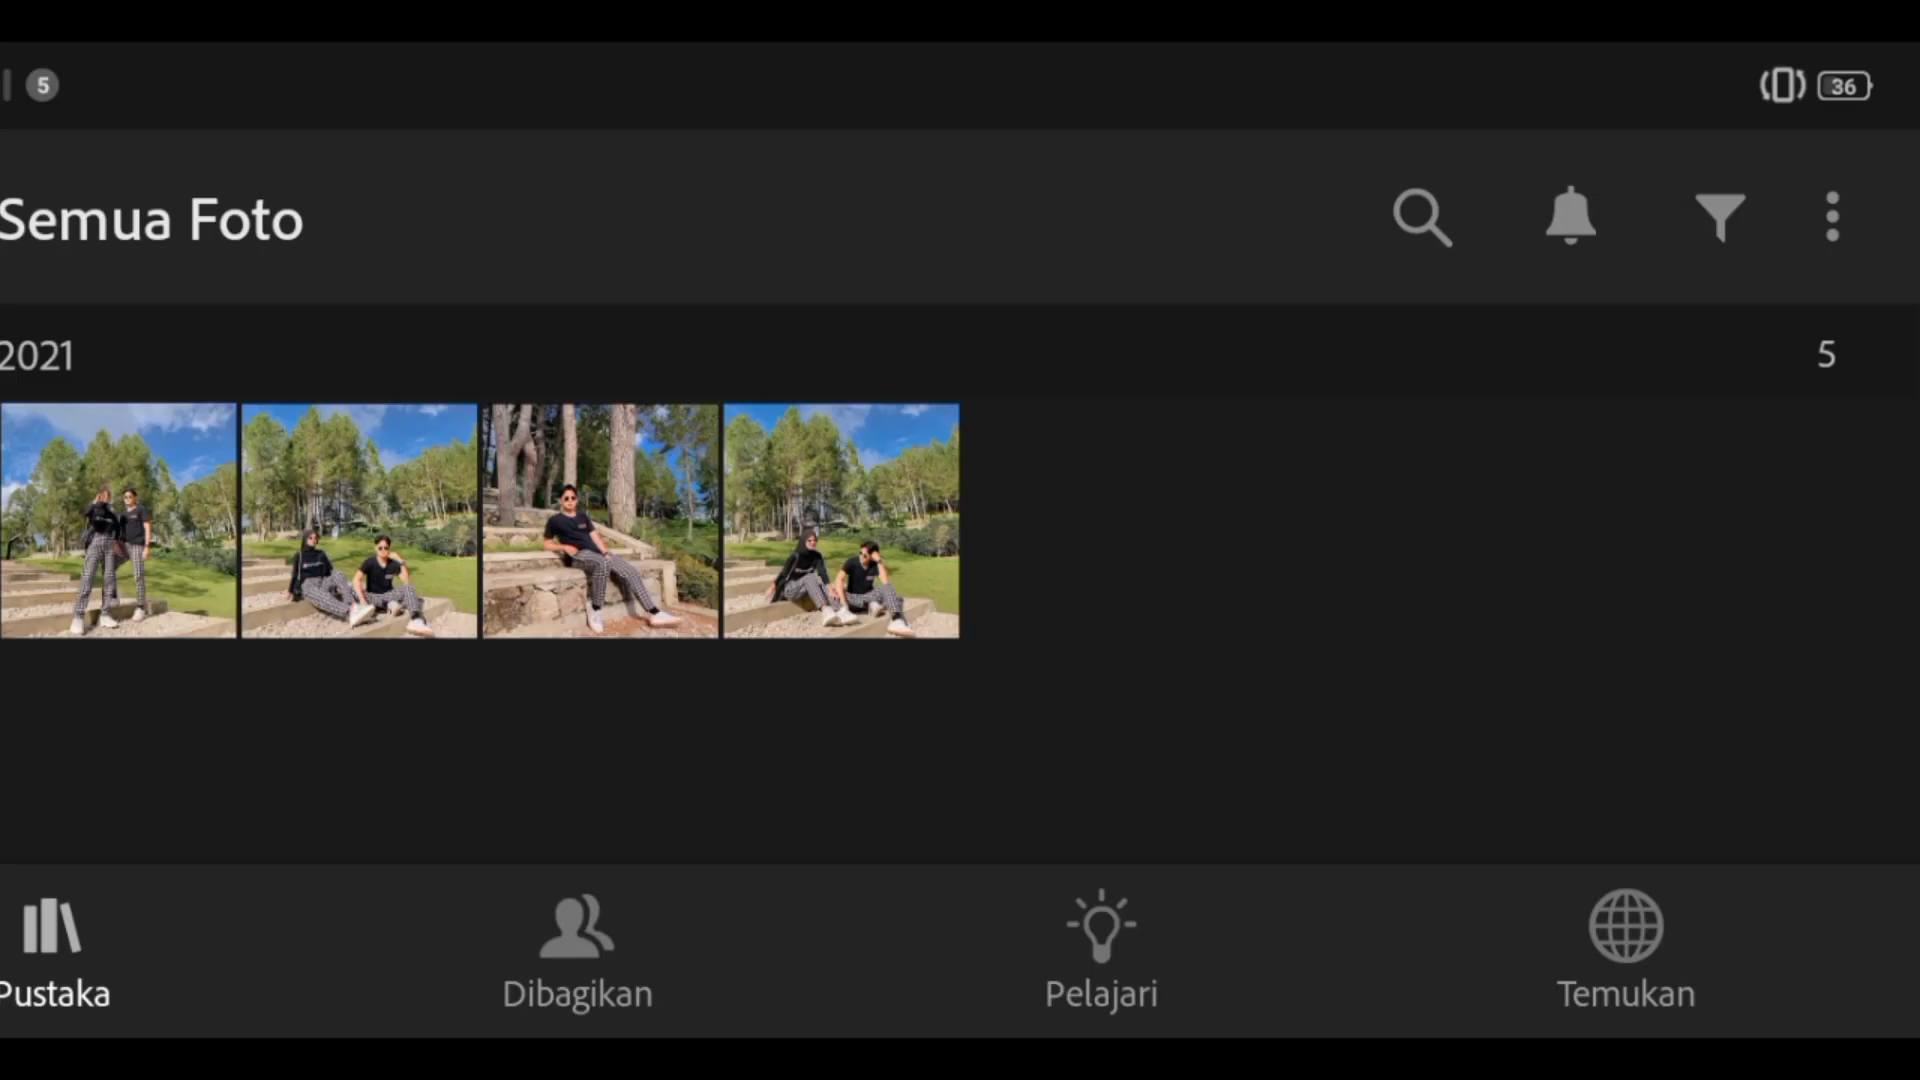 5
36
Semua Foto
2021
5
Pustaka
Dibagikan
Pelajari
Temukan